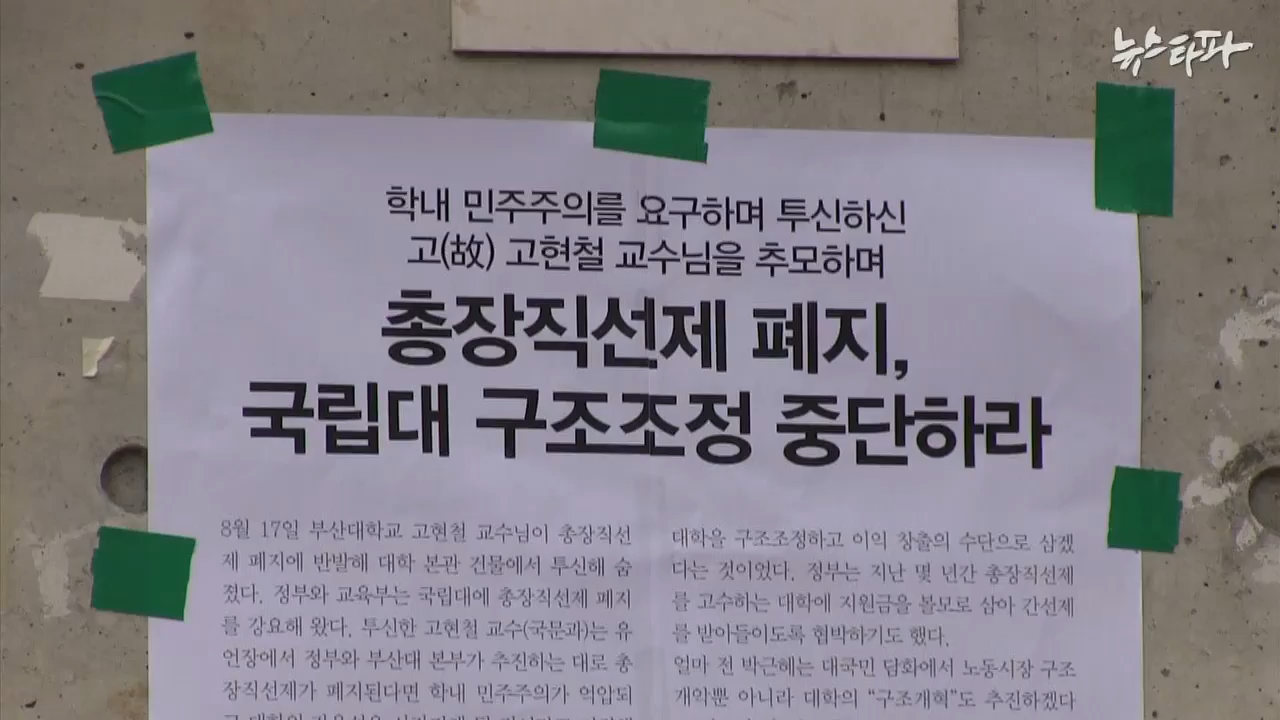 뉴스타파
학내 민주주의를 요구하며 투신하신
고(故) 고현철 교수님을 추모하며
총장직선제 폐지,
국립대 구조조정 중단하라
8월 17일 부산대학교 고현철 교수님이 총장직선
제 폐지에 반발해 대학 본관 건물에서 투신해 숨
졌다. 정부와 교육부는 국립대에 총장직선제 폐지
를 강요해 왔다. 투신한 고현철 교수(국문과)는 유
언장에서 정부와 부산대 본부가 추진하는 대로 총
장직선제가 폐지된다면 학내 민주주의가 억압되
대학을 구조조정하고 이익 창출의 수단으로 삼겠
다는 것이었다. 정부는 지난 몇 년간 총장직선제
를 고수하는 대학에 지원금을 볼모로 삼아 간선제
를 받아들이도록 협박하기도 했다.
얼마 전 박근혜는 대국민 담화에서 노동시장 구조
개악뿐 아니라 대학의 “구조개혁”도 추진하겠다